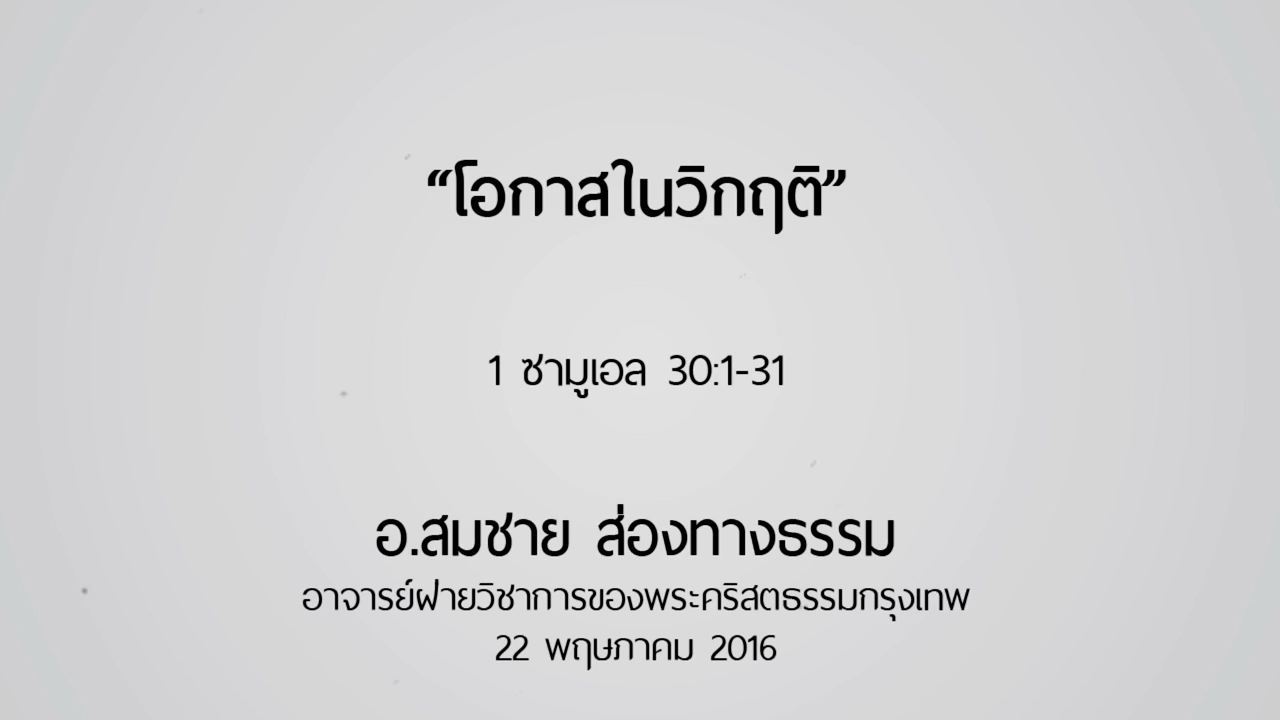 “โอกาสในวิกฤติ”
1 ซามูเอล 30:1-31
อ.สมชาย ส่องทางธรรม
อาจารย์ฝ่ายวิชาการของพระคริสตธรรมกรุงเทพ
22 พฤษภาคม 2016